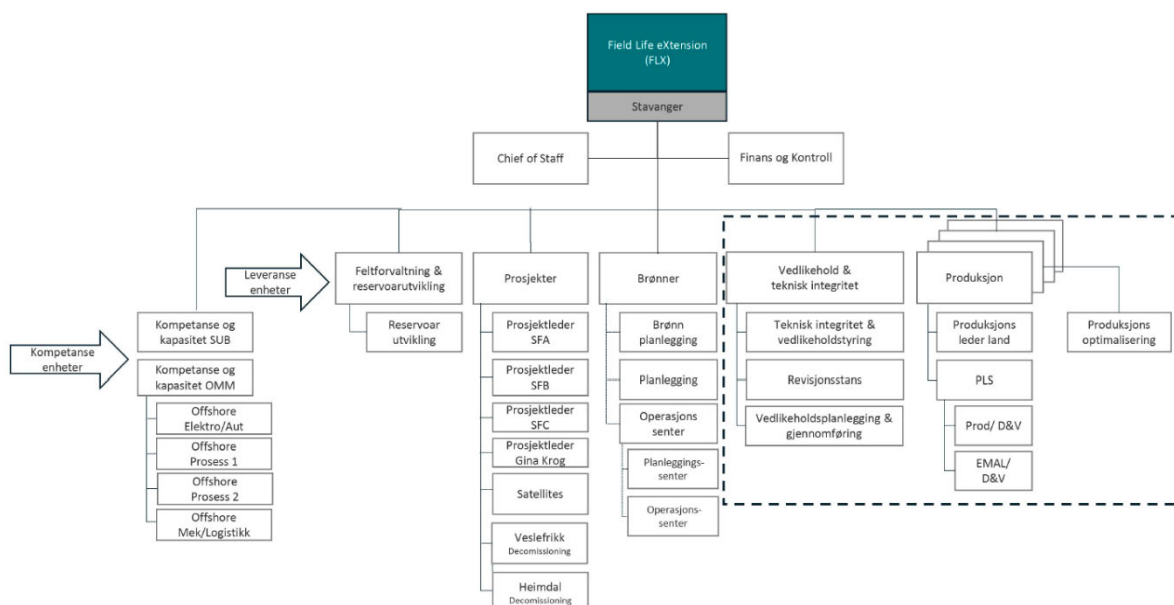 Field Life eXtension
(FLX)
Stavanger
Chief of Staff
Finans og Kontroll
Leveranse
enheter
Kompetanse
enheter
Kompetanse og
kapasitet SUB
Kompetanse og
kapasitet OMM
Offshore
Elektro/Aut
Offshore
Prosess 1
Offshore
Prosess 2
Offshore
Mek/Logistikk
Feltforvaltning &
reservoarutvikling
Reservoar
utvikling
Prosjekter
Prosjektleder
SFA
Prosjektleder
SFB
Prosjektleder
SFC
Prosjektleder
Gina Krog
Satellites
Veslefrikk
Decomissioning
Heimdal
Decomissioning
Brønner
Brønn
planlegging
Planlegging
Operasjons
senter
Planleggings-
senter
Operasjons-
senter
Vedlikehold &
teknisk integritet
Teknisk integritet &
vedlikeholdstyring
Revisjonsstans
Vedlikeholdsplanlegging &
gjennomføring
Produksjon
Produksjons
leder land
PLS
Prod/ D&V
EMAL/
D&V
Produksjons
optimalisering